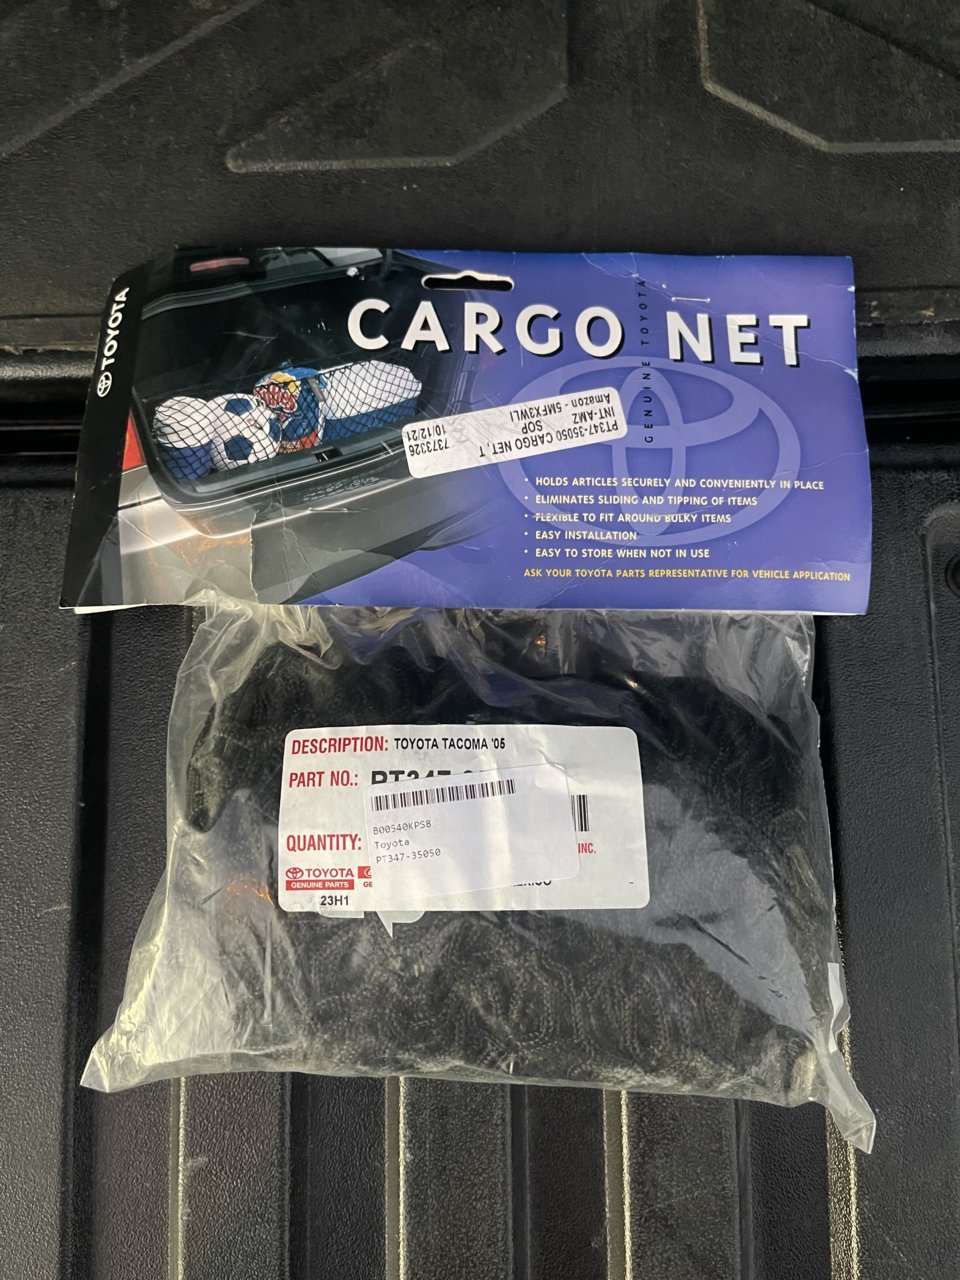 TOYOTA
CARGO NET
GENUINE TOYOTA
PT347-35050 CARGO NET, T
INT-AMZ
SOP
Amazon - 5MFX3WLI
7373326
10/12/21
• HOLDS ARTICLES SECURELY AND CONVENIENTLY IN PLACE
• ELIMINATES SLIDING AND TIPPING OF ITEMS
• FLEXIBLE TO FIT AROUND BULKY ITEMS
• EASY INSTALLATION
• EASY TO STORE WHEN NOT IN USE
ASK YOUR TOYOTA PARTS REPRESENTATIVE FOR VEHICLE APPLICATION
DESCRIPTION: TOYOTA TACOMA '05
PART NO.: PT347-
QUANTITY:
B00540KPS8
Toyota
PT347-35050
INC.
TOYOTA
GENUINE PARTS
23H1